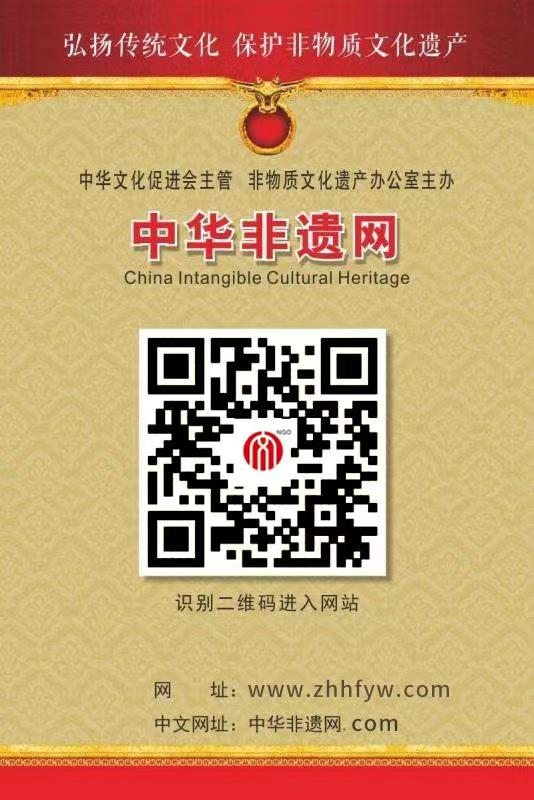 弘扬传统文化 保护非物质文化遗产
中华文化促进会主管 非物质文化遗产办公室主办
中华非遗网
China Intangible Cultural Heritage
NGO
识别二维码进入网站
网 址：www.zhhfyw.com
中文网址：中华非遗网.com